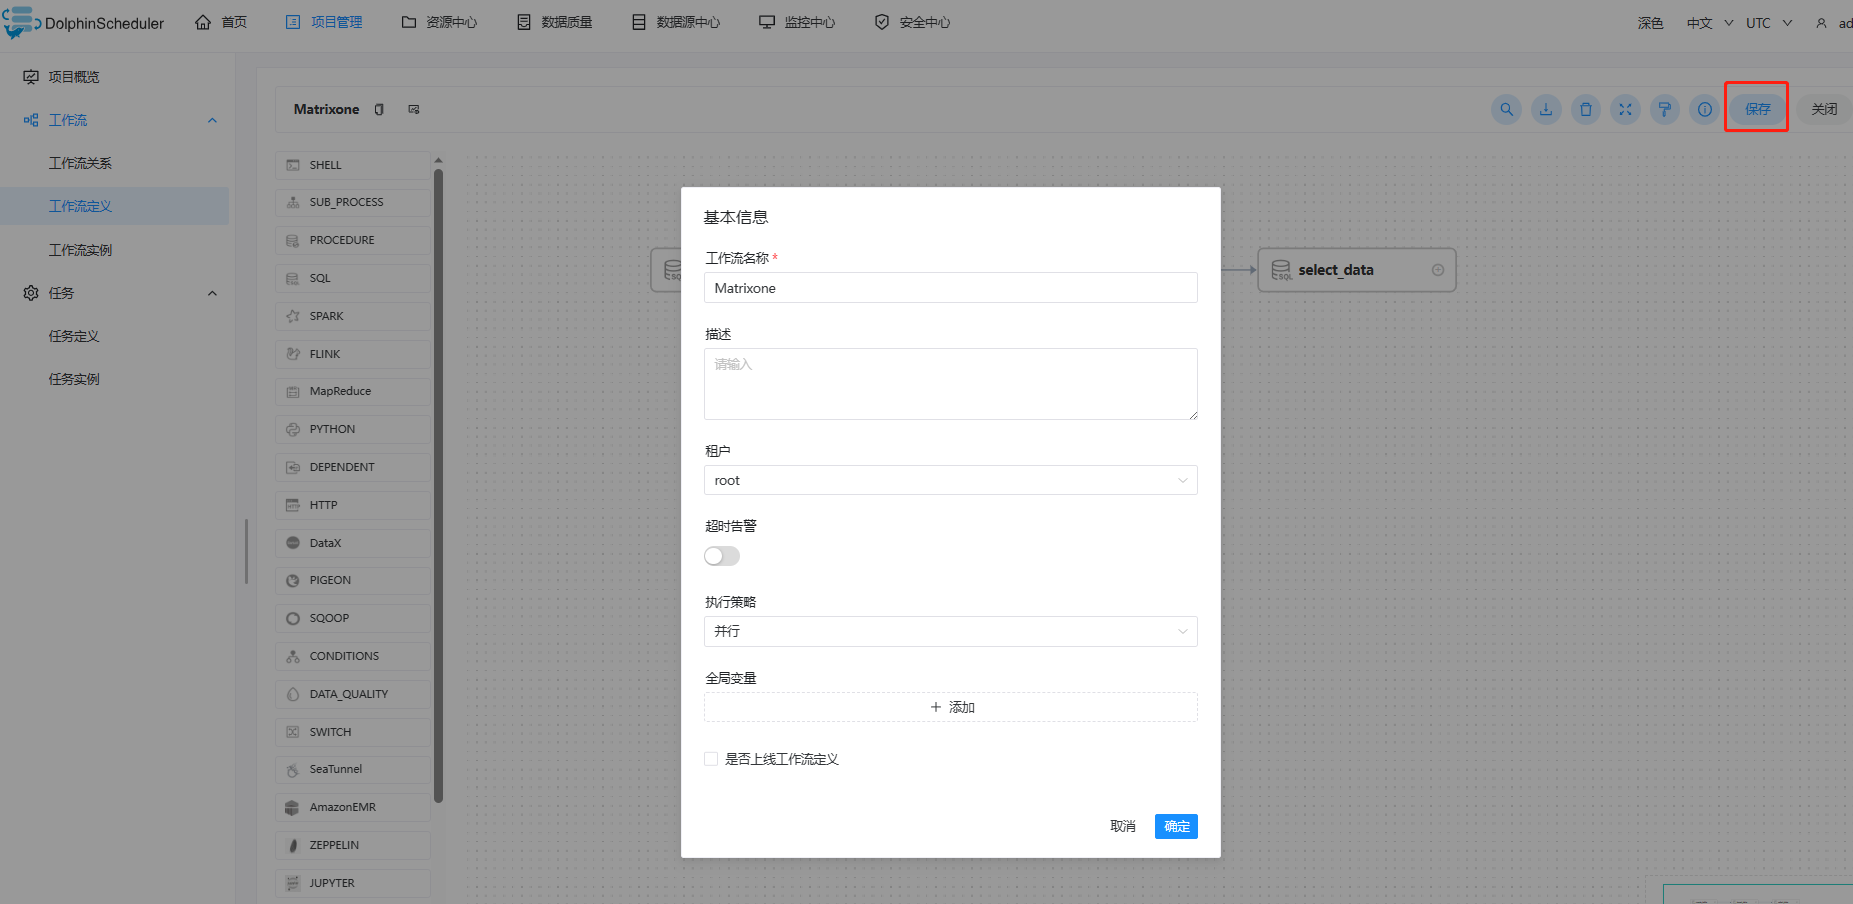 DolphinScheduler
首页
项目管理
资源中心
数据质量
数据源中心
监控中心
安全中心
深色
中文
UTC
项目概览
工作流
工作流关系
工作流定义
工作流实例
任务
任务定义
任务实例
Matrixone
保存
关闭
SHELL
SUB_PROCESS
PROCEDURE
SQL
SPARK
FLINK
MapReduce
PYTHON
DEPENDENT
HTTP
DataX
PIGEON
SQOOP
CONDITIONS
DATA_QUALITY
SWITCH
SeaTunnel
AmazonEMR
ZEPPELIN
JUPYTER
select_data
基本信息
工作流名称 *
Matrixone
描述
请输入
租户
root
超时告警
执行策略
并行
全局变量
+ 添加
是否上线工作流定义
取消
确定